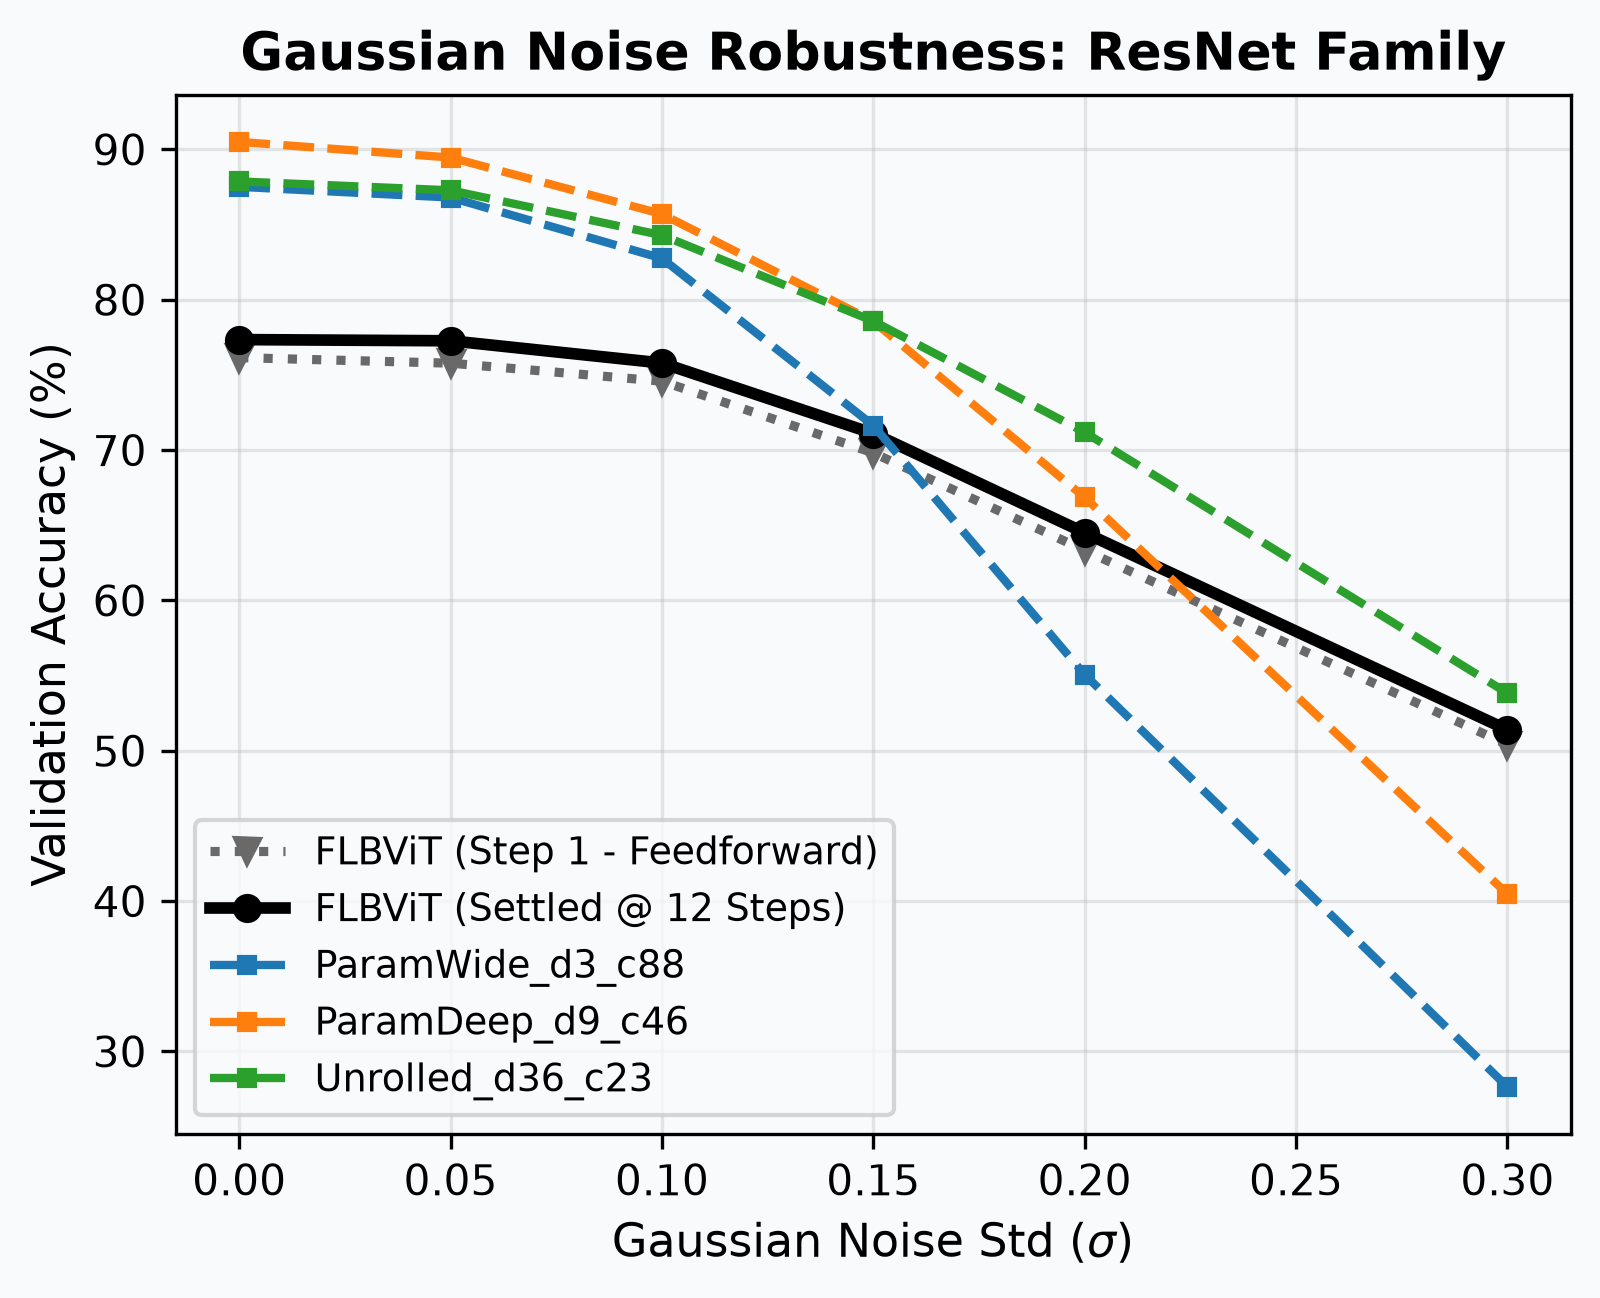 Gaussian Noise Robustness: ResNet Family
Validation Accuracy (%)
90
80
70
60
50
40
30
FLBViT (Step 1 - Feedforward)
FLBViT (Settled @ 12 Steps)
ParamWide_d3_c88
ParamDeep_d9_c46
Unrolled_d36_c23
0.00 0.05 0.10 0.15 0.20 0.25 0.30
Gaussian Noise Std (σ)